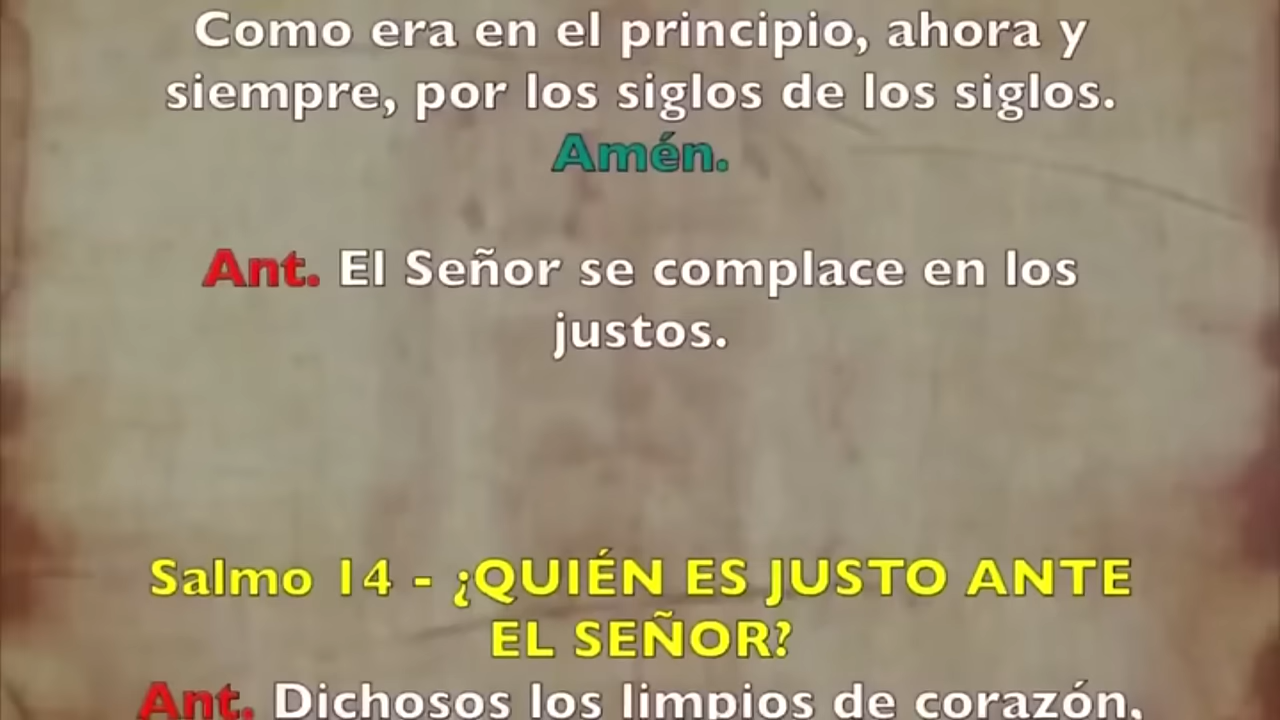 Como era en el principio, ahora y
siempre, por los siglos de los siglos.
Amén.
Ant. El Señor se complace en los
justos.
Salmo 14 - ¿QUIÉN ES JUSTO ANTE
EL SEÑOR?
Ant. Dichosos los limpios de corazón,